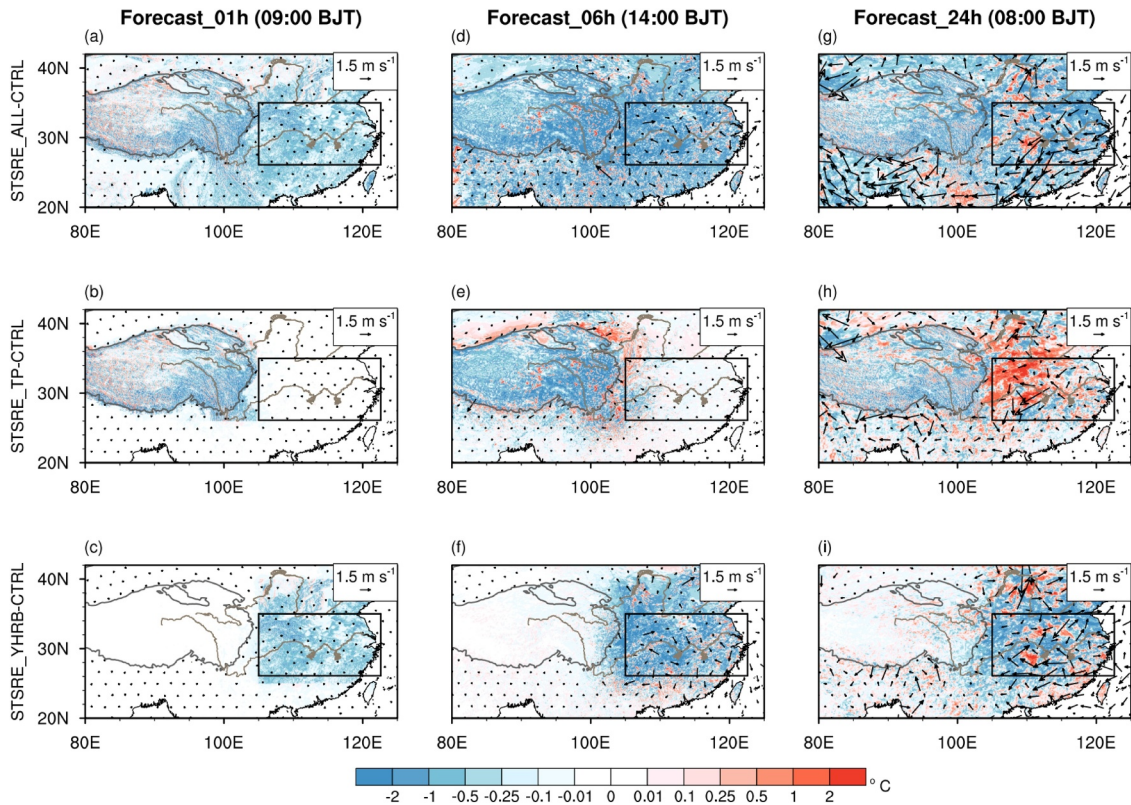 Forecast_01h (09:00 BJT) Forecast_06h (14:00 BJT) Forecast_24h (08:00 BJT)
(a) (d) (g)
STSRE_ALL-CTRL
40N 1.5 m s⁻¹ 1.5 m s⁻¹ 1.5 m s⁻¹
30N
20N
80E 100E 120E 80E 100E 120E 80E 100E 120E
(b) (e) (h)
STSRE_TP-CTRL
40N 1.5 m s⁻¹ 1.5 m s⁻¹ 1.5 m s⁻¹
30N
20N
80E 100E 120E 80E 100E 120E 80E 100E 120E
(c) (f) (i)
STSRE_YHRB-CTRL
40N 1.5 m s⁻¹ 1.5 m s⁻¹ 1.5 m s⁻¹
30N
20N
80E 100E 120E 80E 100E 120E 80E 100E 120E
-2 -1 -0.5 -0.25 -0.1 -0.01 0 0.01 0.1 0.25 0.5 1 2 °C